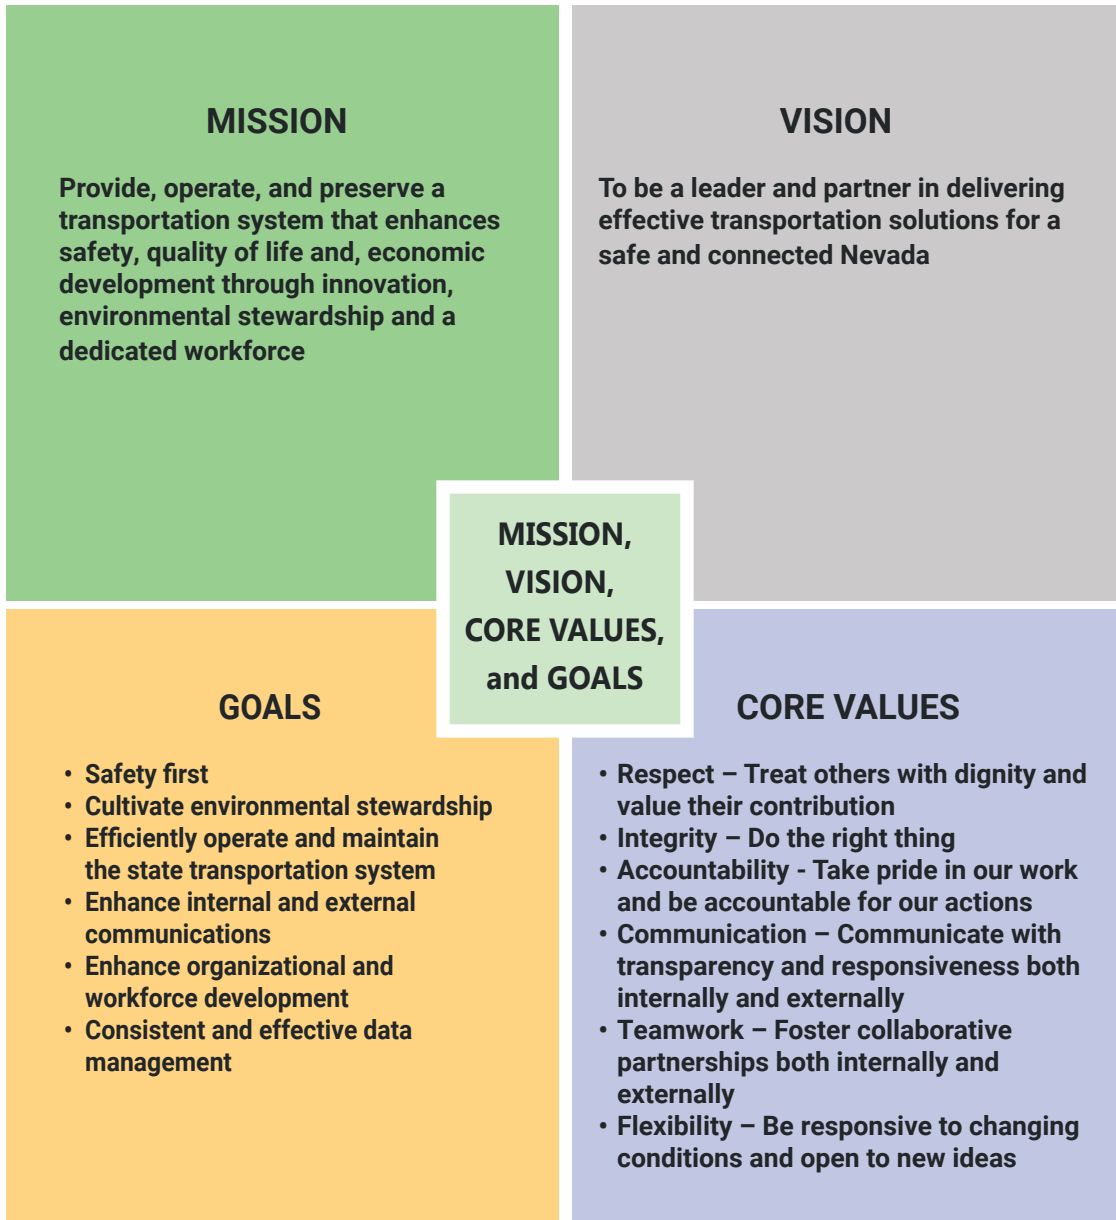 MISSION
Provide, operate, and preserve a
transportation system that enhances
safety, quality of life and, economic
development through innovation,
environmental stewardship and a
dedicated workforce
VISION
To be a leader and partner in delivering
effective transportation solutions for a
safe and connected Nevada
MISSION,
VISION,
CORE VALUES,
and GOALS
GOALS
• Safety first
• Cultivate environmental stewardship
• Efficiently operate and maintain
the state transportation system
• Enhance internal and external
communications
• Enhance organizational and
workforce development
• Consistent and effective data
management
CORE VALUES
• Respect – Treat others with dignity and
value their contribution
• Integrity – Do the right thing
• Accountability - Take pride in our work
and be accountable for our actions
• Communication – Communicate with
transparency and responsiveness both
internally and externally
• Teamwork – Foster collaborative
partnerships both internally and
externally
• Flexibility – Be responsive to changing
conditions and open to new ideas